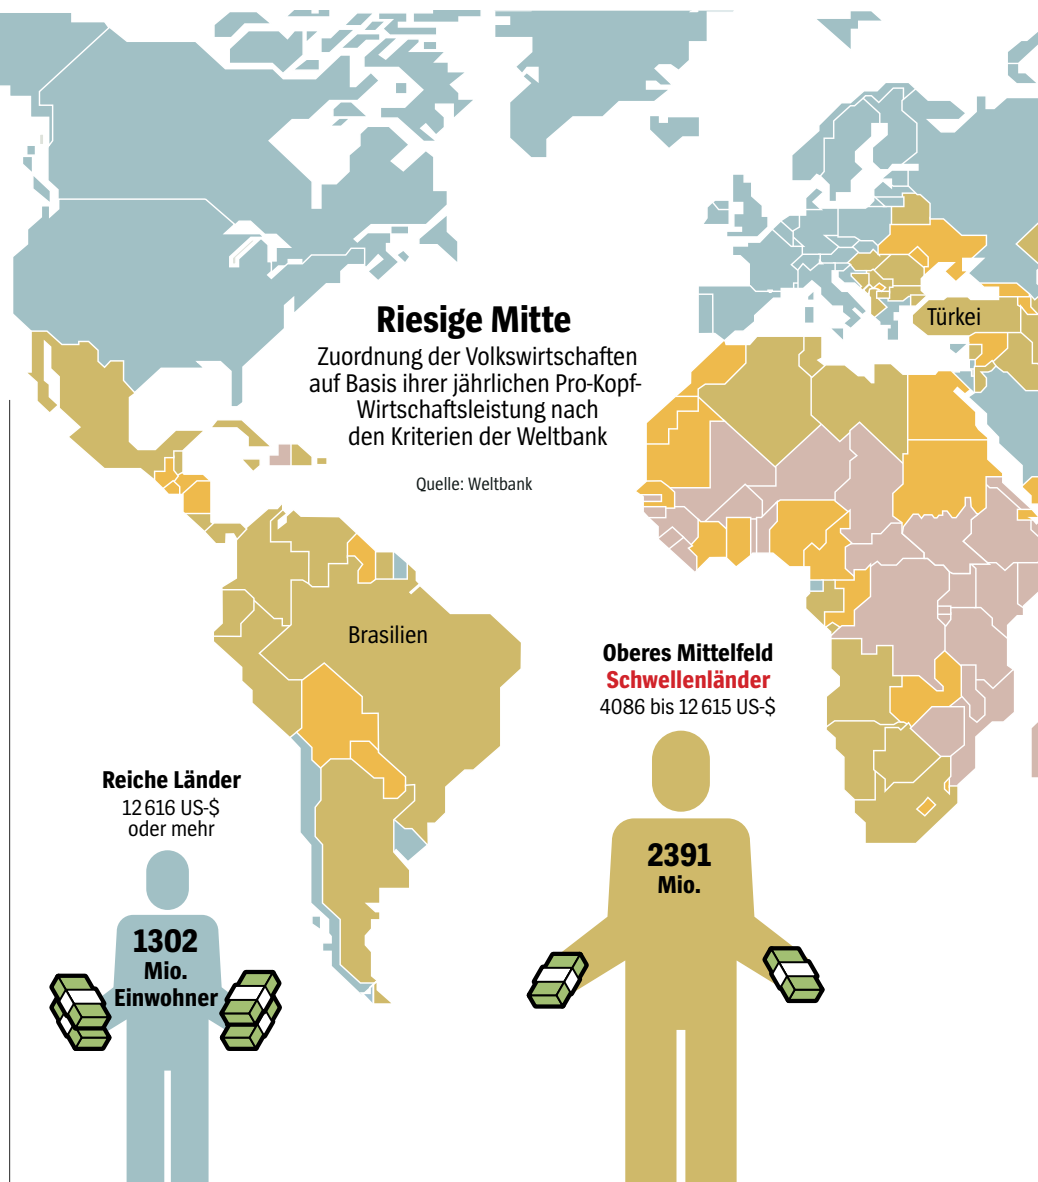 Riesige Mitte
Zuordnung der Volkswirtschaften
auf Basis ihrer jährlichen Pro-Kopf-
Wirtschaftsleistung nach
den Kriterien der Weltbank
Quelle: Weltbank
Türkei
Brasilien
Oberes Mittelfeld
Schwellenländer
4086 bis 12 615 US-$
2391
Mio.
Reiche Länder
12 616 US-$
oder mehr
1302
Mio.
Einwohner